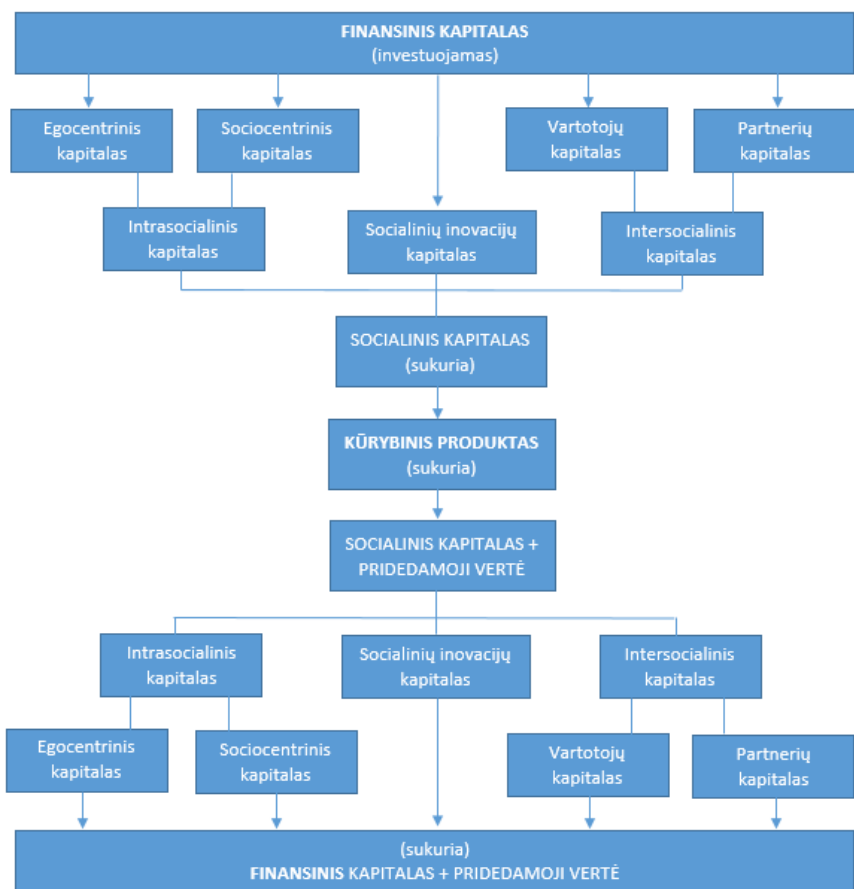 FINANSINIS KAPITALAS
(investuojamas)
Egocentrinis
kapitalas
Sociocentrinis
kapitalas
Vartotojų
kapitalas
Partnerių
kapitalas
Intrasocialinis
kapitalas
Socialinių inovacijų
kapitalas
Intersocialinis
kapitalas
SOCIALINIS KAPITALAS
(sukuria)
KŪRYBINIS PRODUKTAS
(sukuria)
SOCIALINIS KAPITALAS +
PRIDEDAMOJI VERTĖ
Intrasocialinis
kapitalas
Socialinių inovacijų
kapitalas
Intersocialinis
kapitalas
Egocentrinis
kapitalas
Sociocentrinis
kapitalas
Vartotojų
kapitalas
Partnerių
kapitalas
(sukuria)
FINANSINIS KAPITALAS + PRIDEDAMOJI VERTĖ